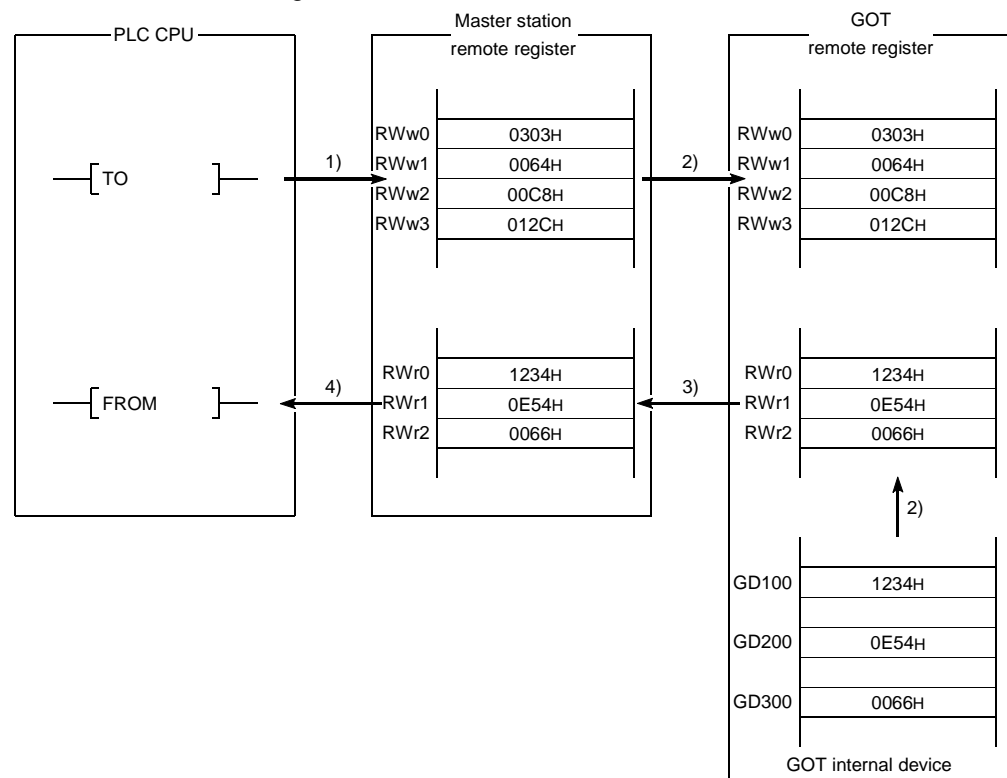 PLC CPU
Master station
remote register
GOT
remote register
TO
1)
RWw0 0303H
RWw1 0064H
RWw2 00C8H
RWw3 012CH
2)
RWw0 0303H
RWw1 0064H
RWw2 00C8H
RWw3 012CH
FROM
4)
RWr0 1234H
RWr1 0E54H
RWr2 0066H
3)
RWr0 1234H
RWr1 0E54H
RWr2 0066H
2)
GD100 1234H
GD200 0E54H
GD300 0066H
GOT internal device